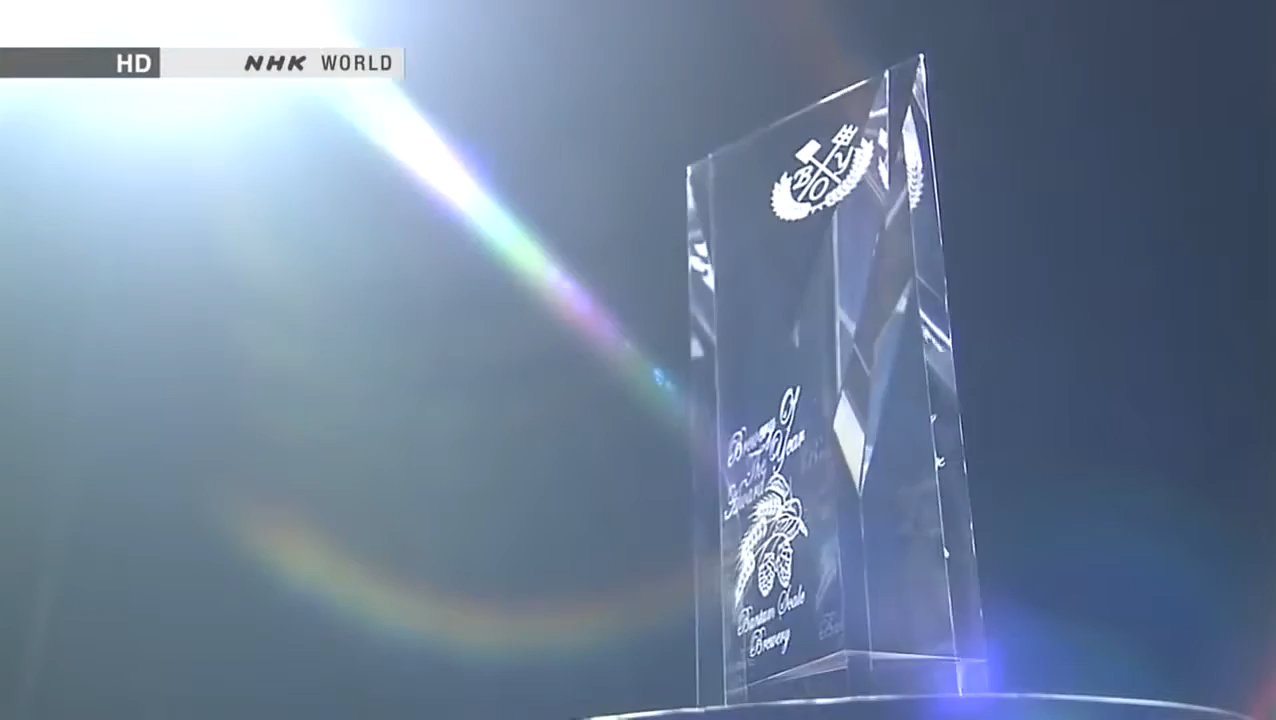 HD NHK WORLD
B O Y
Brewery Of
The Year
Award
Bantam Scale
Brewery